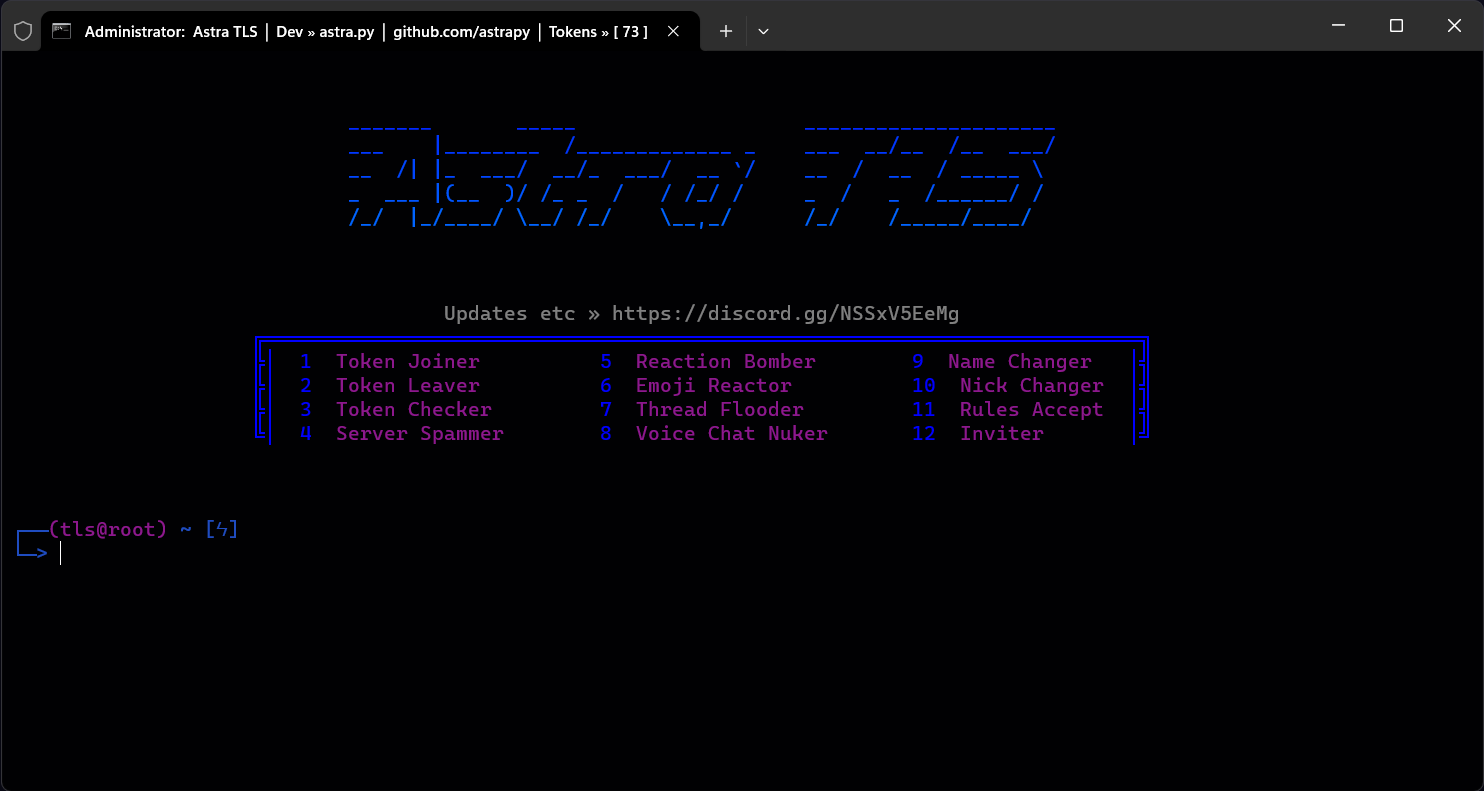 Administrator: Astra TLS | Dev » astra.py | github.com/astrapy | Tokens » [ 73 ]
Astra TLS
Updates etc » https://discord.gg/NSSxV5EeMg
1 Token Joiner 5 Reaction Bomber 9 Name Changer
2 Token Leaver 6 Emoji Reactor 10 Nick Changer
3 Token Checker 7 Thread Flooder 11 Rules Accept
4 Server Spammer 8 Voice Chat Nuker 12 Inviter
(tls@root) ~ [ϟ]
>